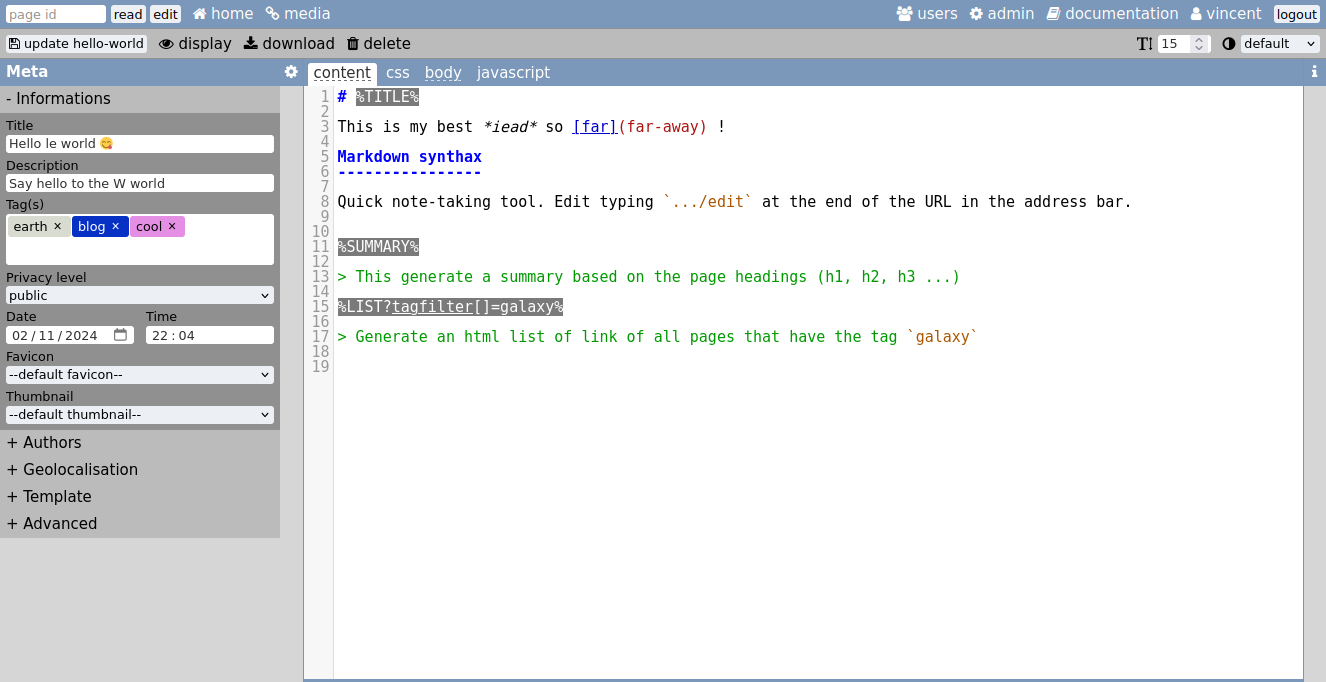 page id read edit home media users admin documentation vincent logout
update hello-world display download delete 15 default
Meta content css body javascript
- Informations
Title
Hello le world 😋
Description
Say hello to the W world
Tag(s)
earth × blog × cool ×
Privacy level
public
Date Time
02/11/2024 22:04
Favicon
--default favicon--
Thumbnail
--default thumbnail--
+ Authors
+ Geolocalisation
+ Template
+ Advanced
1 # %TITLE%
2
3 This is my best *iead* so [far](far-away) !
4
5 Markdown synthax
6 ----------------
7
8 Quick note-taking tool. Edit typing `.../edit` at the end of the URL in the address bar.
9
10
11 %SUMMARY%
12
13 > This generate a summary based on the page headings (h1, h2, h3 ...)
14
15 %LIST?tagfilter[]=galaxy%
16
17 > Generate an html list of link of all pages that have the tag `galaxy`
18
19